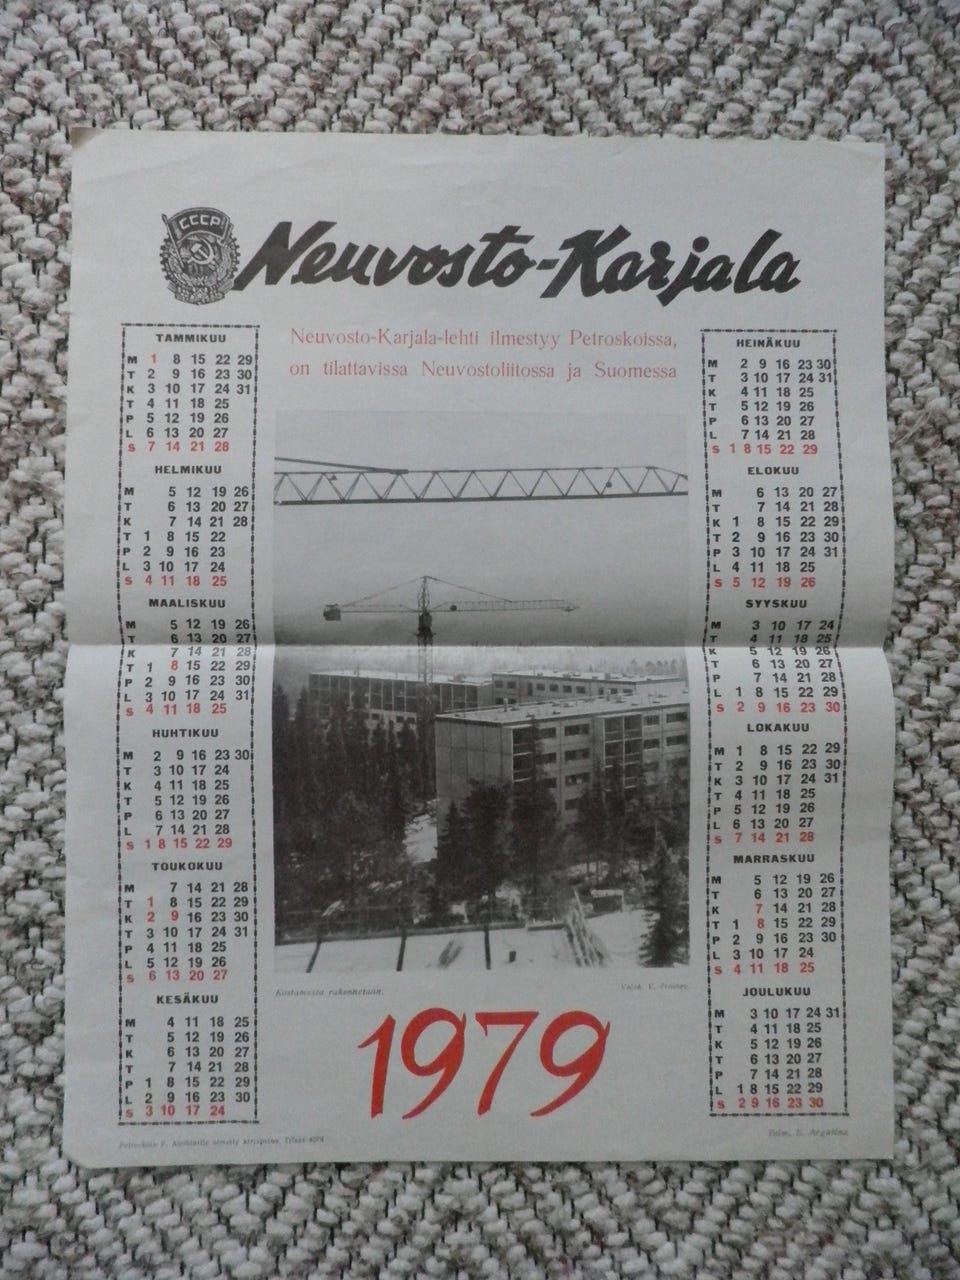 СССР
Neuvosto-Karjala
Neuvosto-Karjala-lehti ilmestyy Petroskoissa,
on tilattavissa Neuvostoliitossa ja Suomessa
TAMMIKUU
M 1 8 15 22 29
T 2 9 16 23 30
K 3 10 17 24 31
T 4 11 18 25
P 5 12 19 26
L 6 13 20 27
S 7 14 21 28
HELMIKUU
M 5 12 19 26
T 6 13 20 27
K 7 14 21 28
T 1 8 15 22
P 2 9 16 23
L 3 10 17 24
S 4 11 18 25
MAALISKUU
M 5 12 19 26
T 6 13 20 27
K 7 14 21 28
T 1 8 15 22 29
P 2 9 16 23 30
L 3 10 17 24 31
S 4 11 18 25
HUHTIKUU
M 2 9 16 23 30
T 3 10 17 24
K 4 11 18 25
T 5 12 19 26
P 6 13 20 27
L 7 14 21 28
S 1 8 15 22 29
TOUKOKUU
M 7 14 21 28
T 1 8 15 22 29
K 2 9 16 23 30
T 3 10 17 24 31
P 4 11 18 25
L 5 12 19 26
S 6 13 20 27
KESÄKUU
M 4 11 18 25
T 5 12 19 26
K 6 13 20 27
T 7 14 21 28
P 1 8 15 22 29
L 2 9 16 23 30
S 3 10 17 24
HEINÄKUU
M 2 9 16 23 30
T 3 10 17 24 31
K 4 11 18 25
T 5 12 19 26
P 6 13 20 27
L 7 14 21 28
S 1 8 15 22 29
ELOKUU
M 6 13 20 27
T 7 14 21 28
K 1 8 15 22 29
T 2 9 16 23 30
P 3 10 17 24 31
L 4 11 18 25
S 5 12 19 26
SYYSKUU
M 3 10 17 24
T 4 11 18 25
K 5 12 19 26
T 6 13 20 27
P 7 14 21 28
L 1 8 15 22 29
S 2 9 16 23 30
LOKAKUU
M 1 8 15 22 29
T 2 9 16 23 30
K 3 10 17 24 31
T 4 11 18 25
P 5 12 19 26
L 6 13 20 27
S 7 14 21 28
MARRASKUU
M 5 12 19 26
T 6 13 20 27
K 7 14 21 28
T 1 8 15 22 29
P 2 9 16 23 30
L 3 10 17 24
S 4 11 18 25
JOULUKUU
M 3 10 17 24 31
T 4 11 18 25
K 5 12 19 26
T 6 13 20 27
P 7 14 21 28
L 1 8 15 22 29
S 2 9 16 23 30
Kostamusta rakennetaan.
Valok. V.
1979
Petroskoin P. Anohinille nimetty kirjapaino. Tilaus
Toim. E.